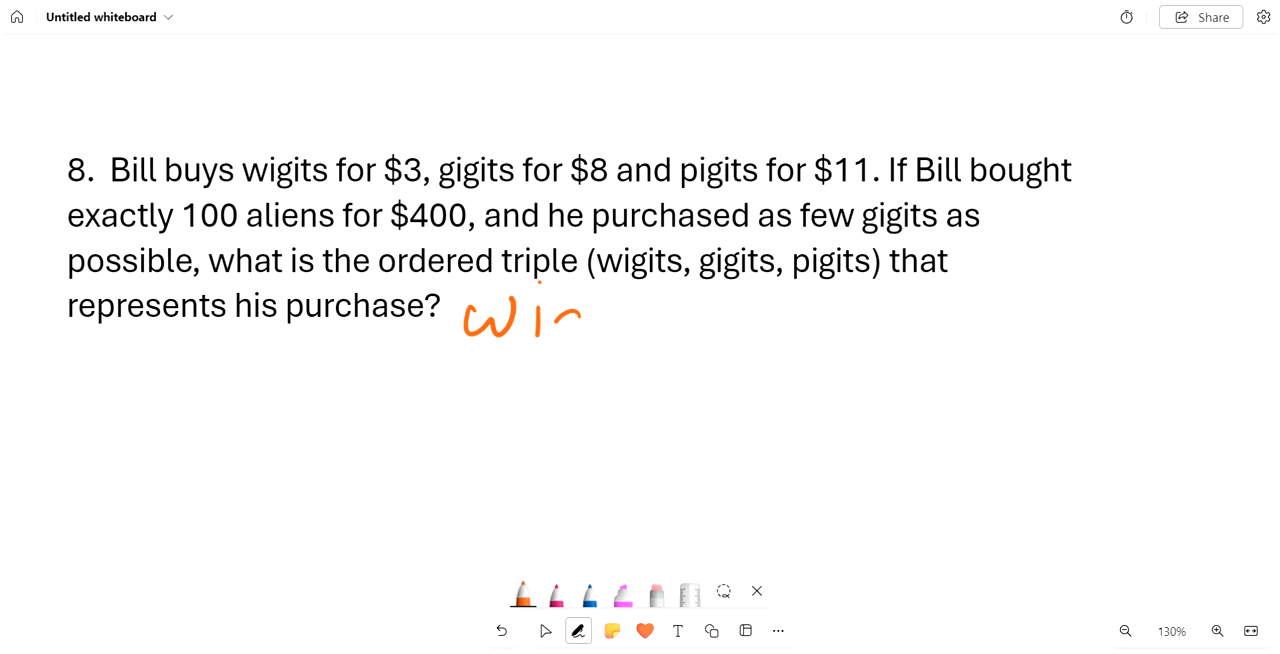 Untitled whiteboard
Share
8. Bill buys wigits for $3, gigits for $8 and pigits for $11. If Bill bought
exactly 100 aliens for $400, and he purchased as few gigits as
possible, what is the ordered triple (wigits, gigits, pigits) that
represents his purchase?
130%